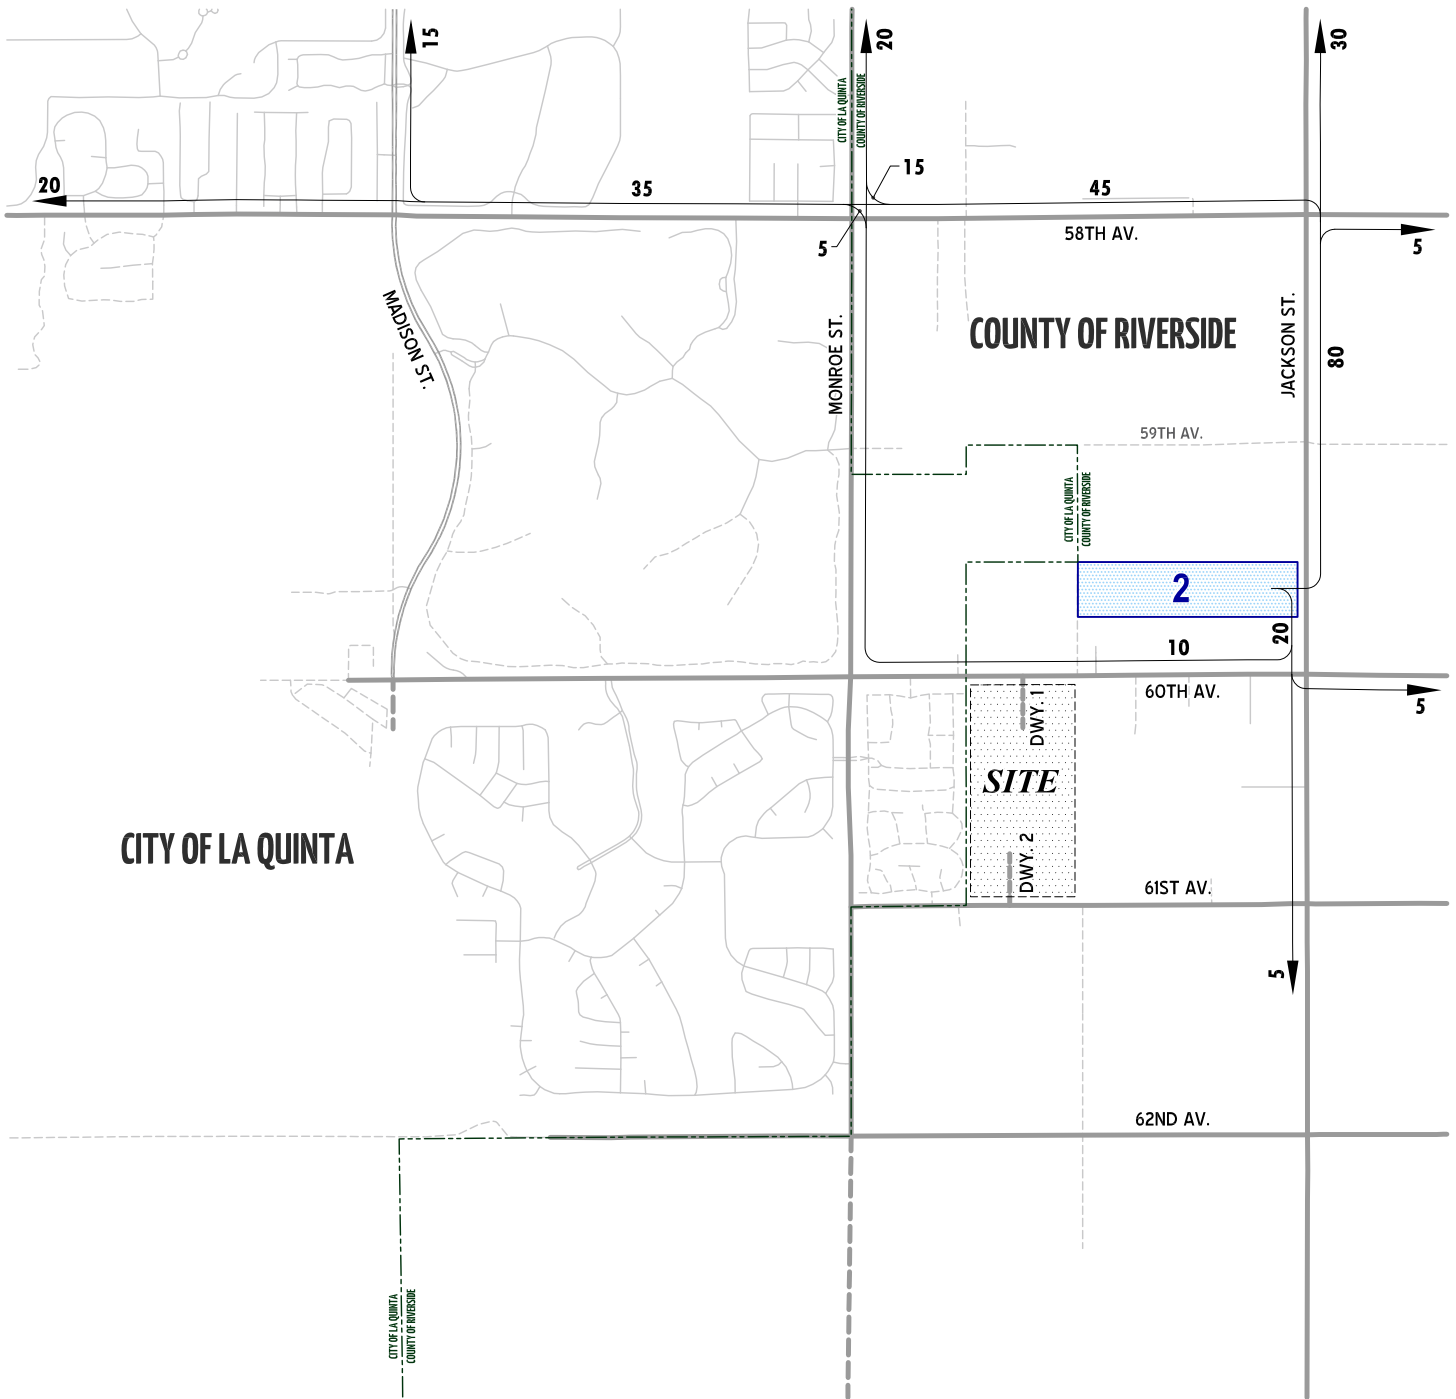 15
20
30
CITY OF LA QUINTA
COUNTY OF RIVERSIDE
15
20
35
45
5
58TH AV.
5
MADISON ST.
MONROE ST.
COUNTY OF RIVERSIDE
JACKSON ST.
80
59TH AV.
CITY OF LA QUINTA
COUNTY OF RIVERSIDE
2
20
10
60TH AV.
5
DWY. 1
SITE
CITY OF LA QUINTA
DWY. 2
61ST AV.
5
62ND AV.
CITY OF LA QUINTA
COUNTY OF RIVERSIDE